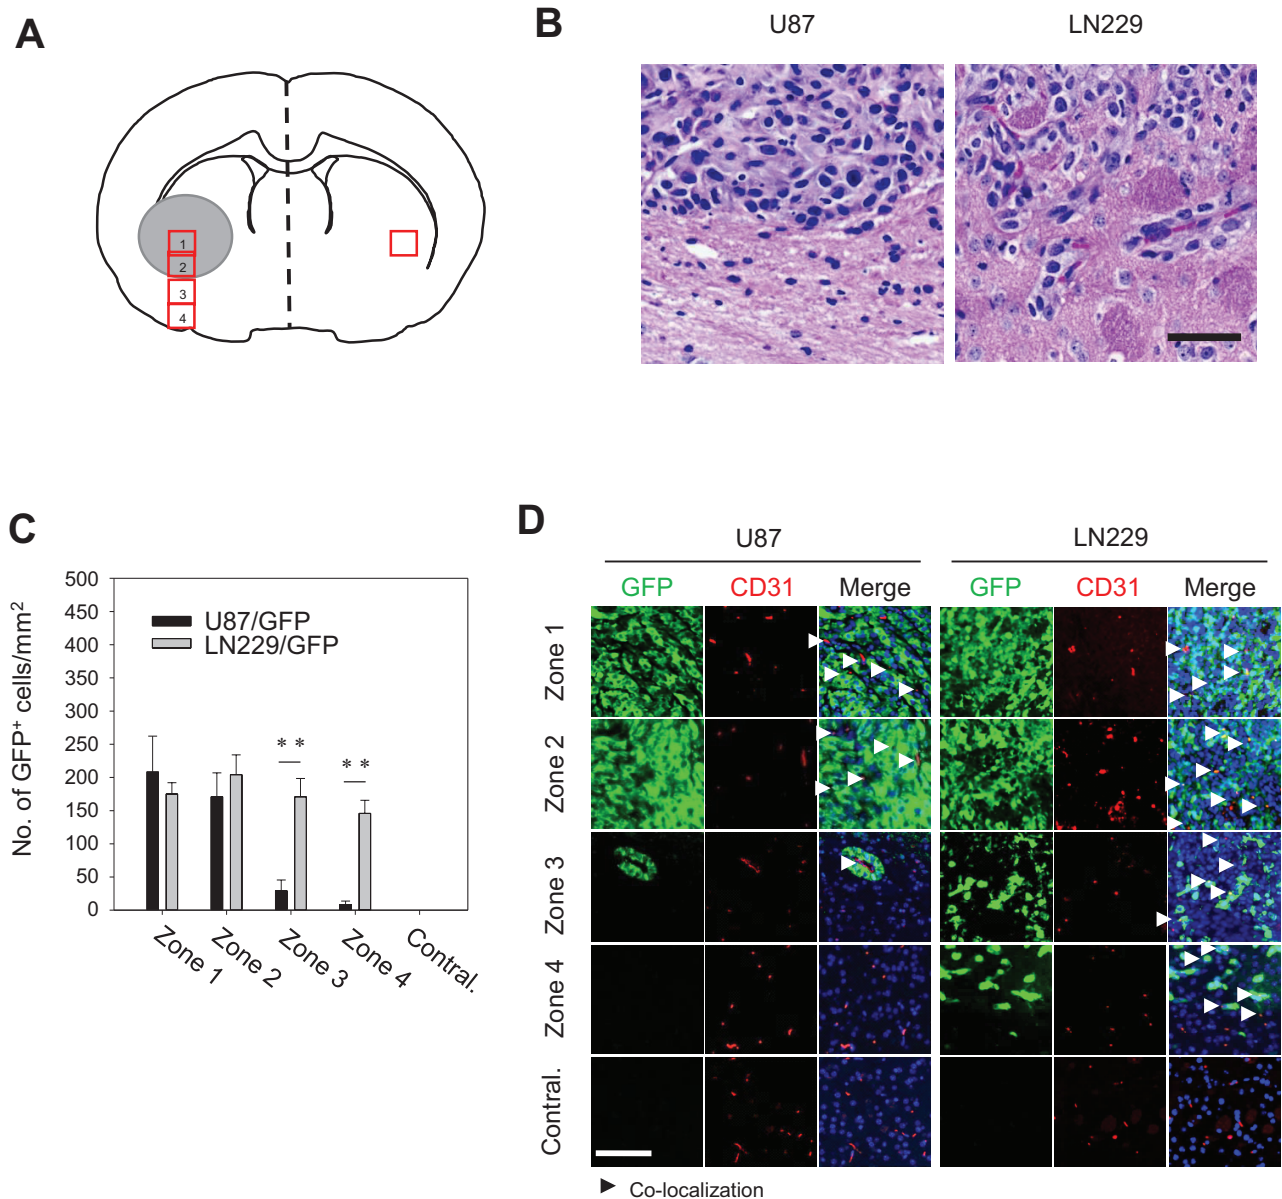 A
1
2
3
4
B
U87
LN229
C
No. of GFP+ cells/mm²
500
450
400
350
300
250
200
150
100
50
0
U87/GFP
LN229/GFP
* *
* *
Zone 1
Zone 2
Zone 3
Zone 4
Contral.
D
U87
LN229
GFP
CD31
Merge
GFP
CD31
Merge
Zone 1
Zone 2
Zone 3
Zone 4
Contral.
Co-localization